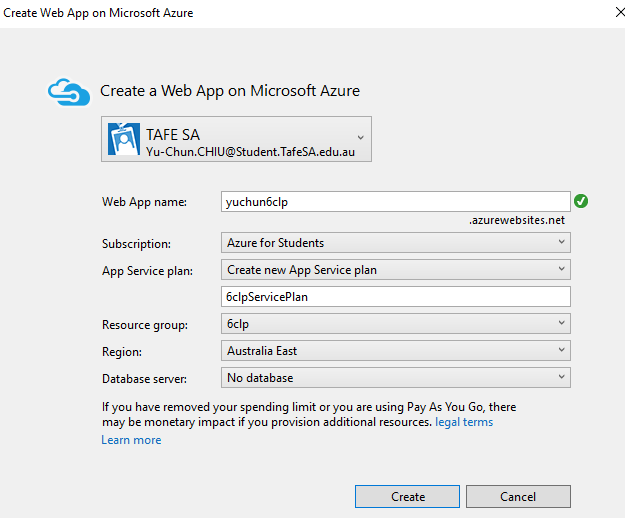 Create Web App on Microsoft Azure
Create a Web App on Microsoft Azure
TAFE SA
Yu-Chun.CHIU@Student.TafeSA.edu.au
Web App name: yuchun6clp
.azurewebsites.net
Subscription: Azure for Students
App Service plan: Create new App Service plan
6clpServicePlan
Resource group: 6clp
Region: Australia East
Database server: No database
If you have removed your spending limit or you are using Pay As You Go, there
may be monetary impact if you provision additional resources. legal terms
Learn more
Create Cancel